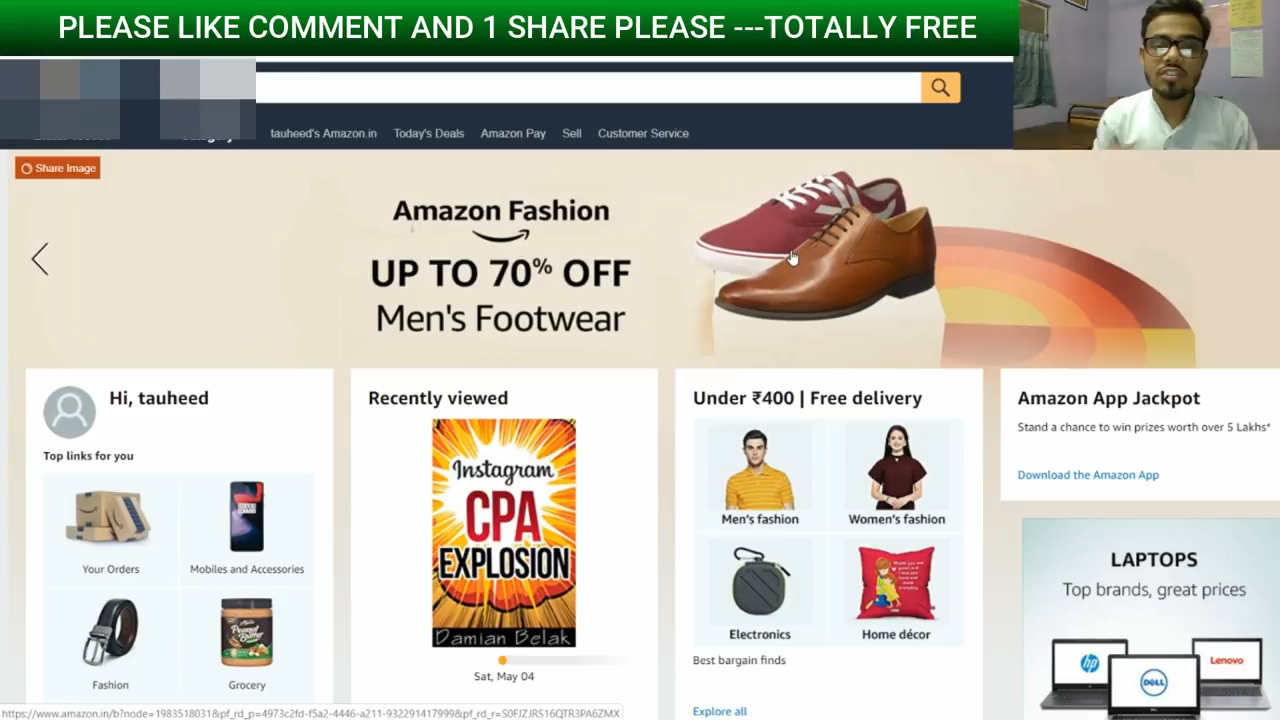 PLEASE LIKE COMMENT AND 1 SHARE PLEASE ---TOTALLY FREE
tauheed's Amazon.in Today's Deals Amazon Pay Sell Customer Service
Share Image
Amazon Fashion
UP TO 70% OFF
Men's Footwear
Hi, tauheed
Top links for you
Your Orders
Mobiles and Accessories
Fashion
Grocery
Recently viewed
Instagram
CPA
EXPLOSION
Damian Belak
Sat, May 04
Under ₹400 | Free delivery
Men's fashion
Women's fashion
Electronics
Home décor
Best bargain finds
Explore all
Amazon App Jackpot
Stand a chance to win prizes worth over 5 Lakhs*
Download the Amazon App
LAPTOPS
Top brands, great prices
hp
DELL
Lenovo